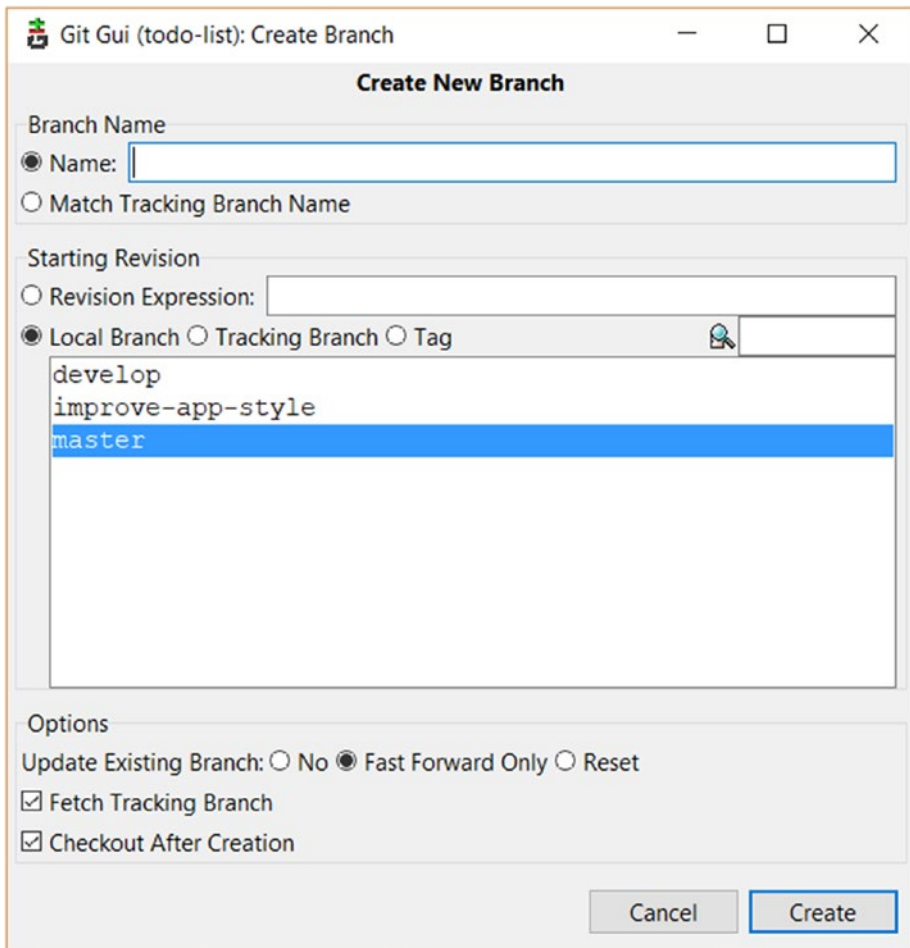 Git Gui (todo-list): Create Branch
Create New Branch
Branch Name
Name:
Match Tracking Branch Name
Starting Revision
Revision Expression:
Local Branch Tracking Branch Tag
develop
improve-app-style
master
Options
Update Existing Branch: No Fast Forward Only Reset
Fetch Tracking Branch
Checkout After Creation
Cancel Create